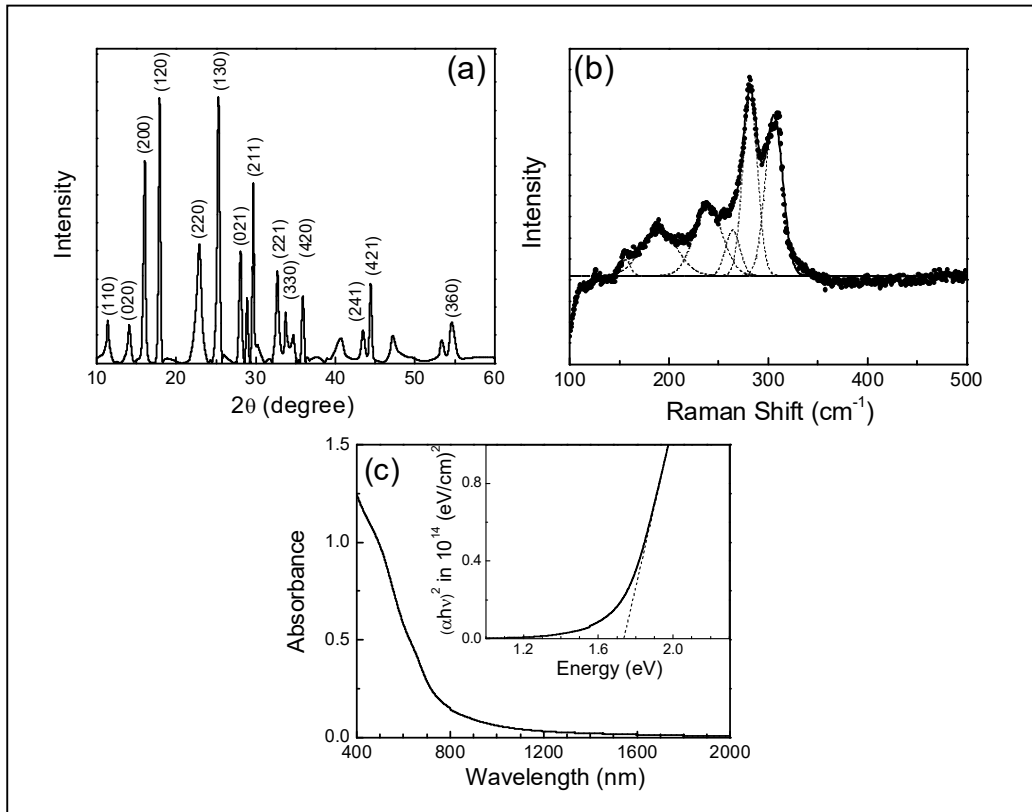 (a)
(110)
(020)
(200)
(120)
(220)
(130)
(021)
(211)
(221)
(330)
(420)
(241)
(421)
(360)
Intensity
10 20 30 40 50 60
2θ (degree)
(b)
Intensity
100 200 300 400 500
Raman Shift (cm⁻¹)
(c)
Absorbance
1.5
1.0
0.5
0.0
400 800 1200 1600 2000
Wavelength (nm)
(αhν)² in 10¹⁴ (eV/cm)²
0.8
0.4
0.0
1.2 1.6 2.0
Energy (eV)